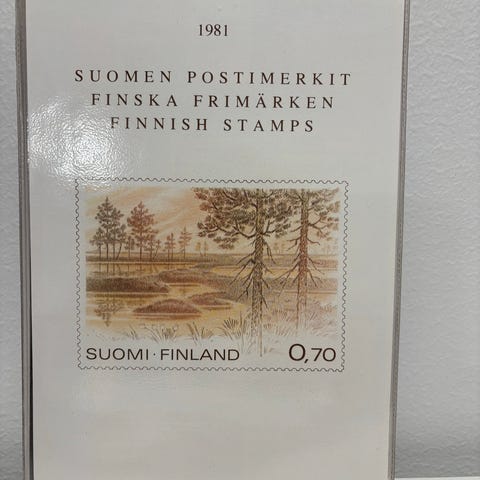 1981
SUOMEN POSTIMERKIT
FINSKA FRIMÄRKEN
FINNISH STAMPS
SUOMI·FINLAND 0,70